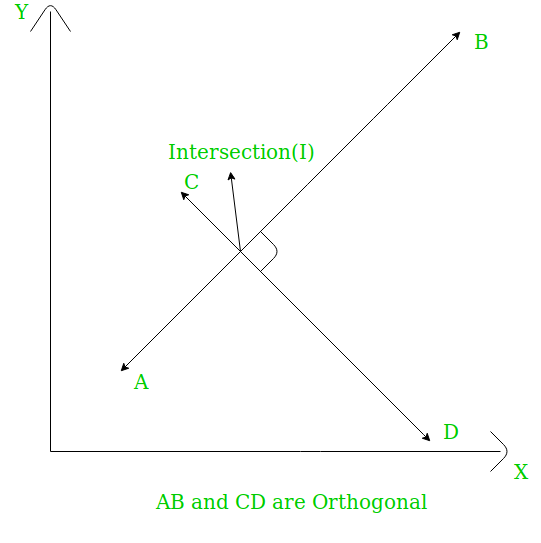 Y
B
Intersection(I)
C
A
D
X
AB and CD are Orthogonal